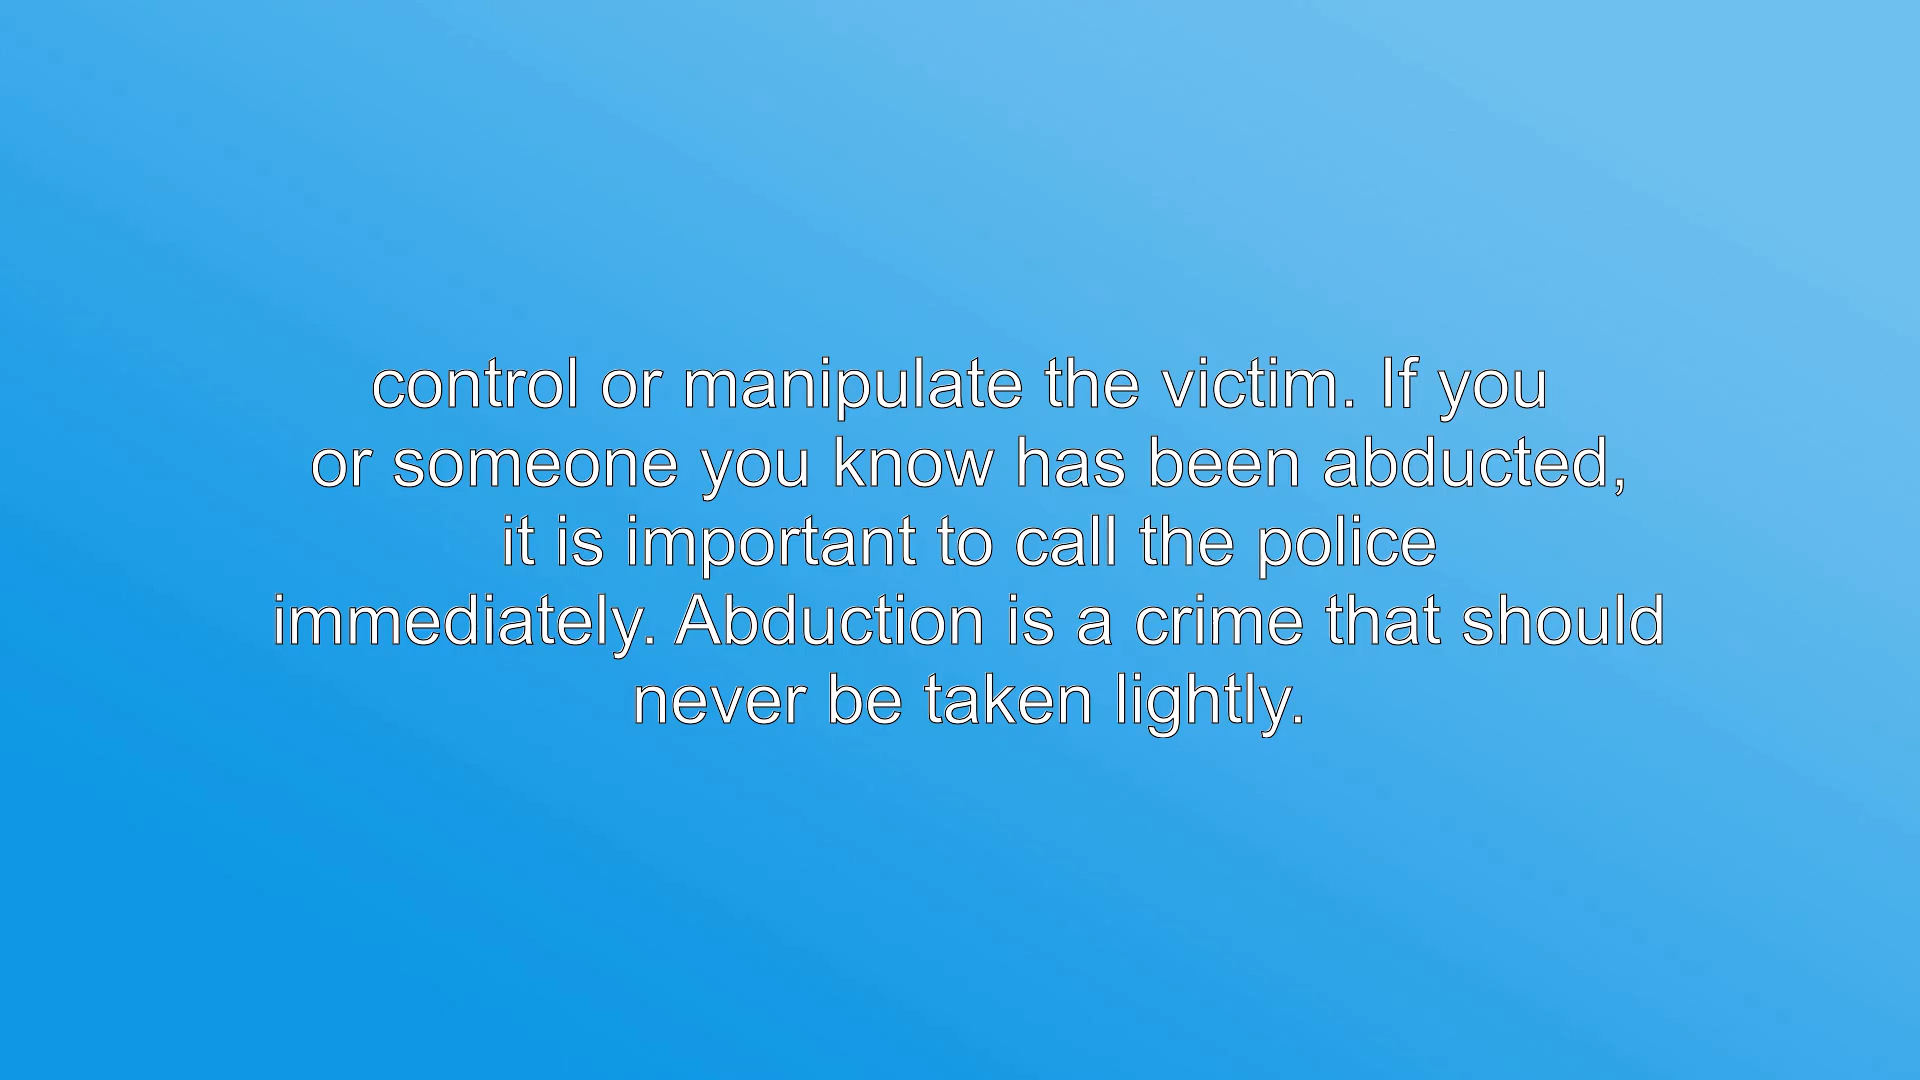 control or manipulate the victim. If you
or someone you know has been abducted,
it is important to call the police
immediately. Abduction is a crime that should
never be taken lightly.